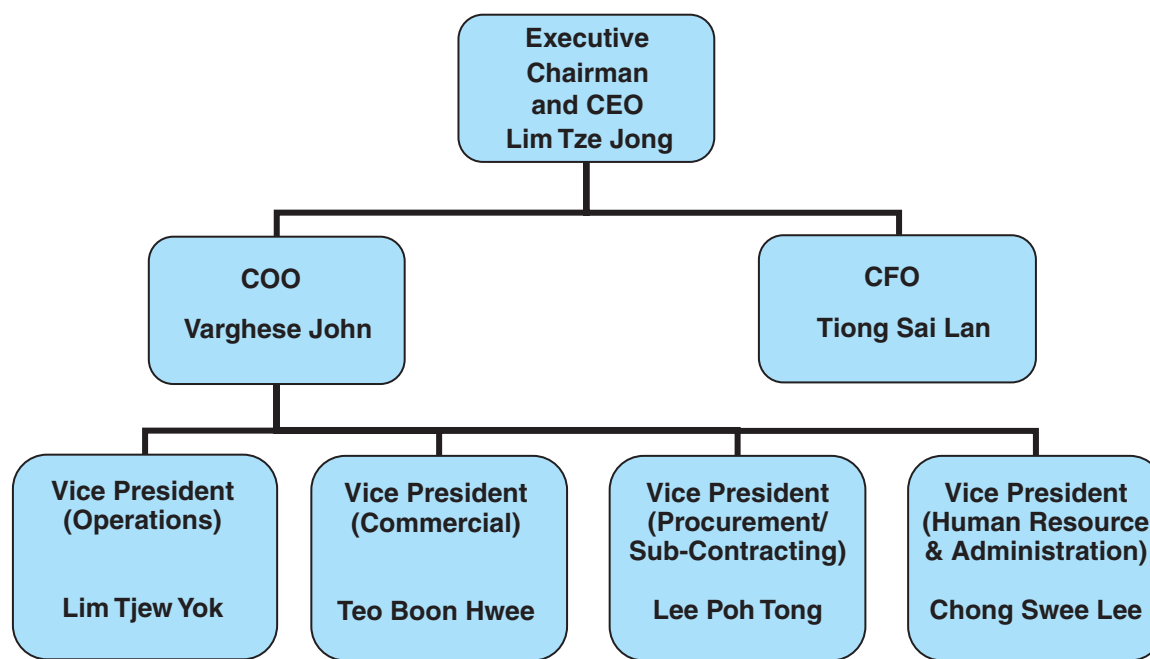 Executive
Chairman
and CEO
Lim Tze Jong
COO
Varghese John
CFO
Tiong Sai Lan
Vice President
(Operations)
Lim Tjew Yok
Vice President
(Commercial)
Teo Boon Hwee
Vice President
(Procurement/
Sub-Contracting)
Lee Poh Tong
Vice President
(Human Resource
& Administration)
Chong Swee Lee